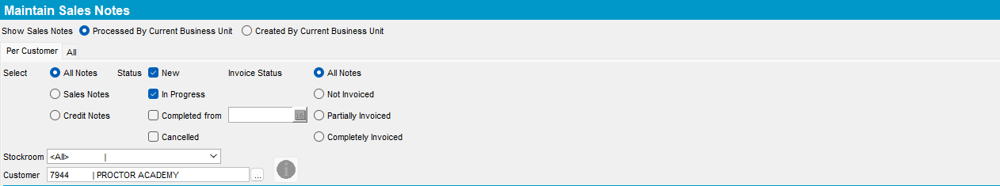 Maintain Sales Notes
Show Sales Notes Processed By Current Business Unit Created By Current Business Unit
Per Customer All
Select All Notes Status New Invoice Status All Notes
Sales Notes In Progress Not Invoiced
Credit Notes Completed from 16 Partially Invoiced
Cancelled Completely Invoiced
Stockroom <All> |
Customer 7944 | PROCTOR ACADEMY ...